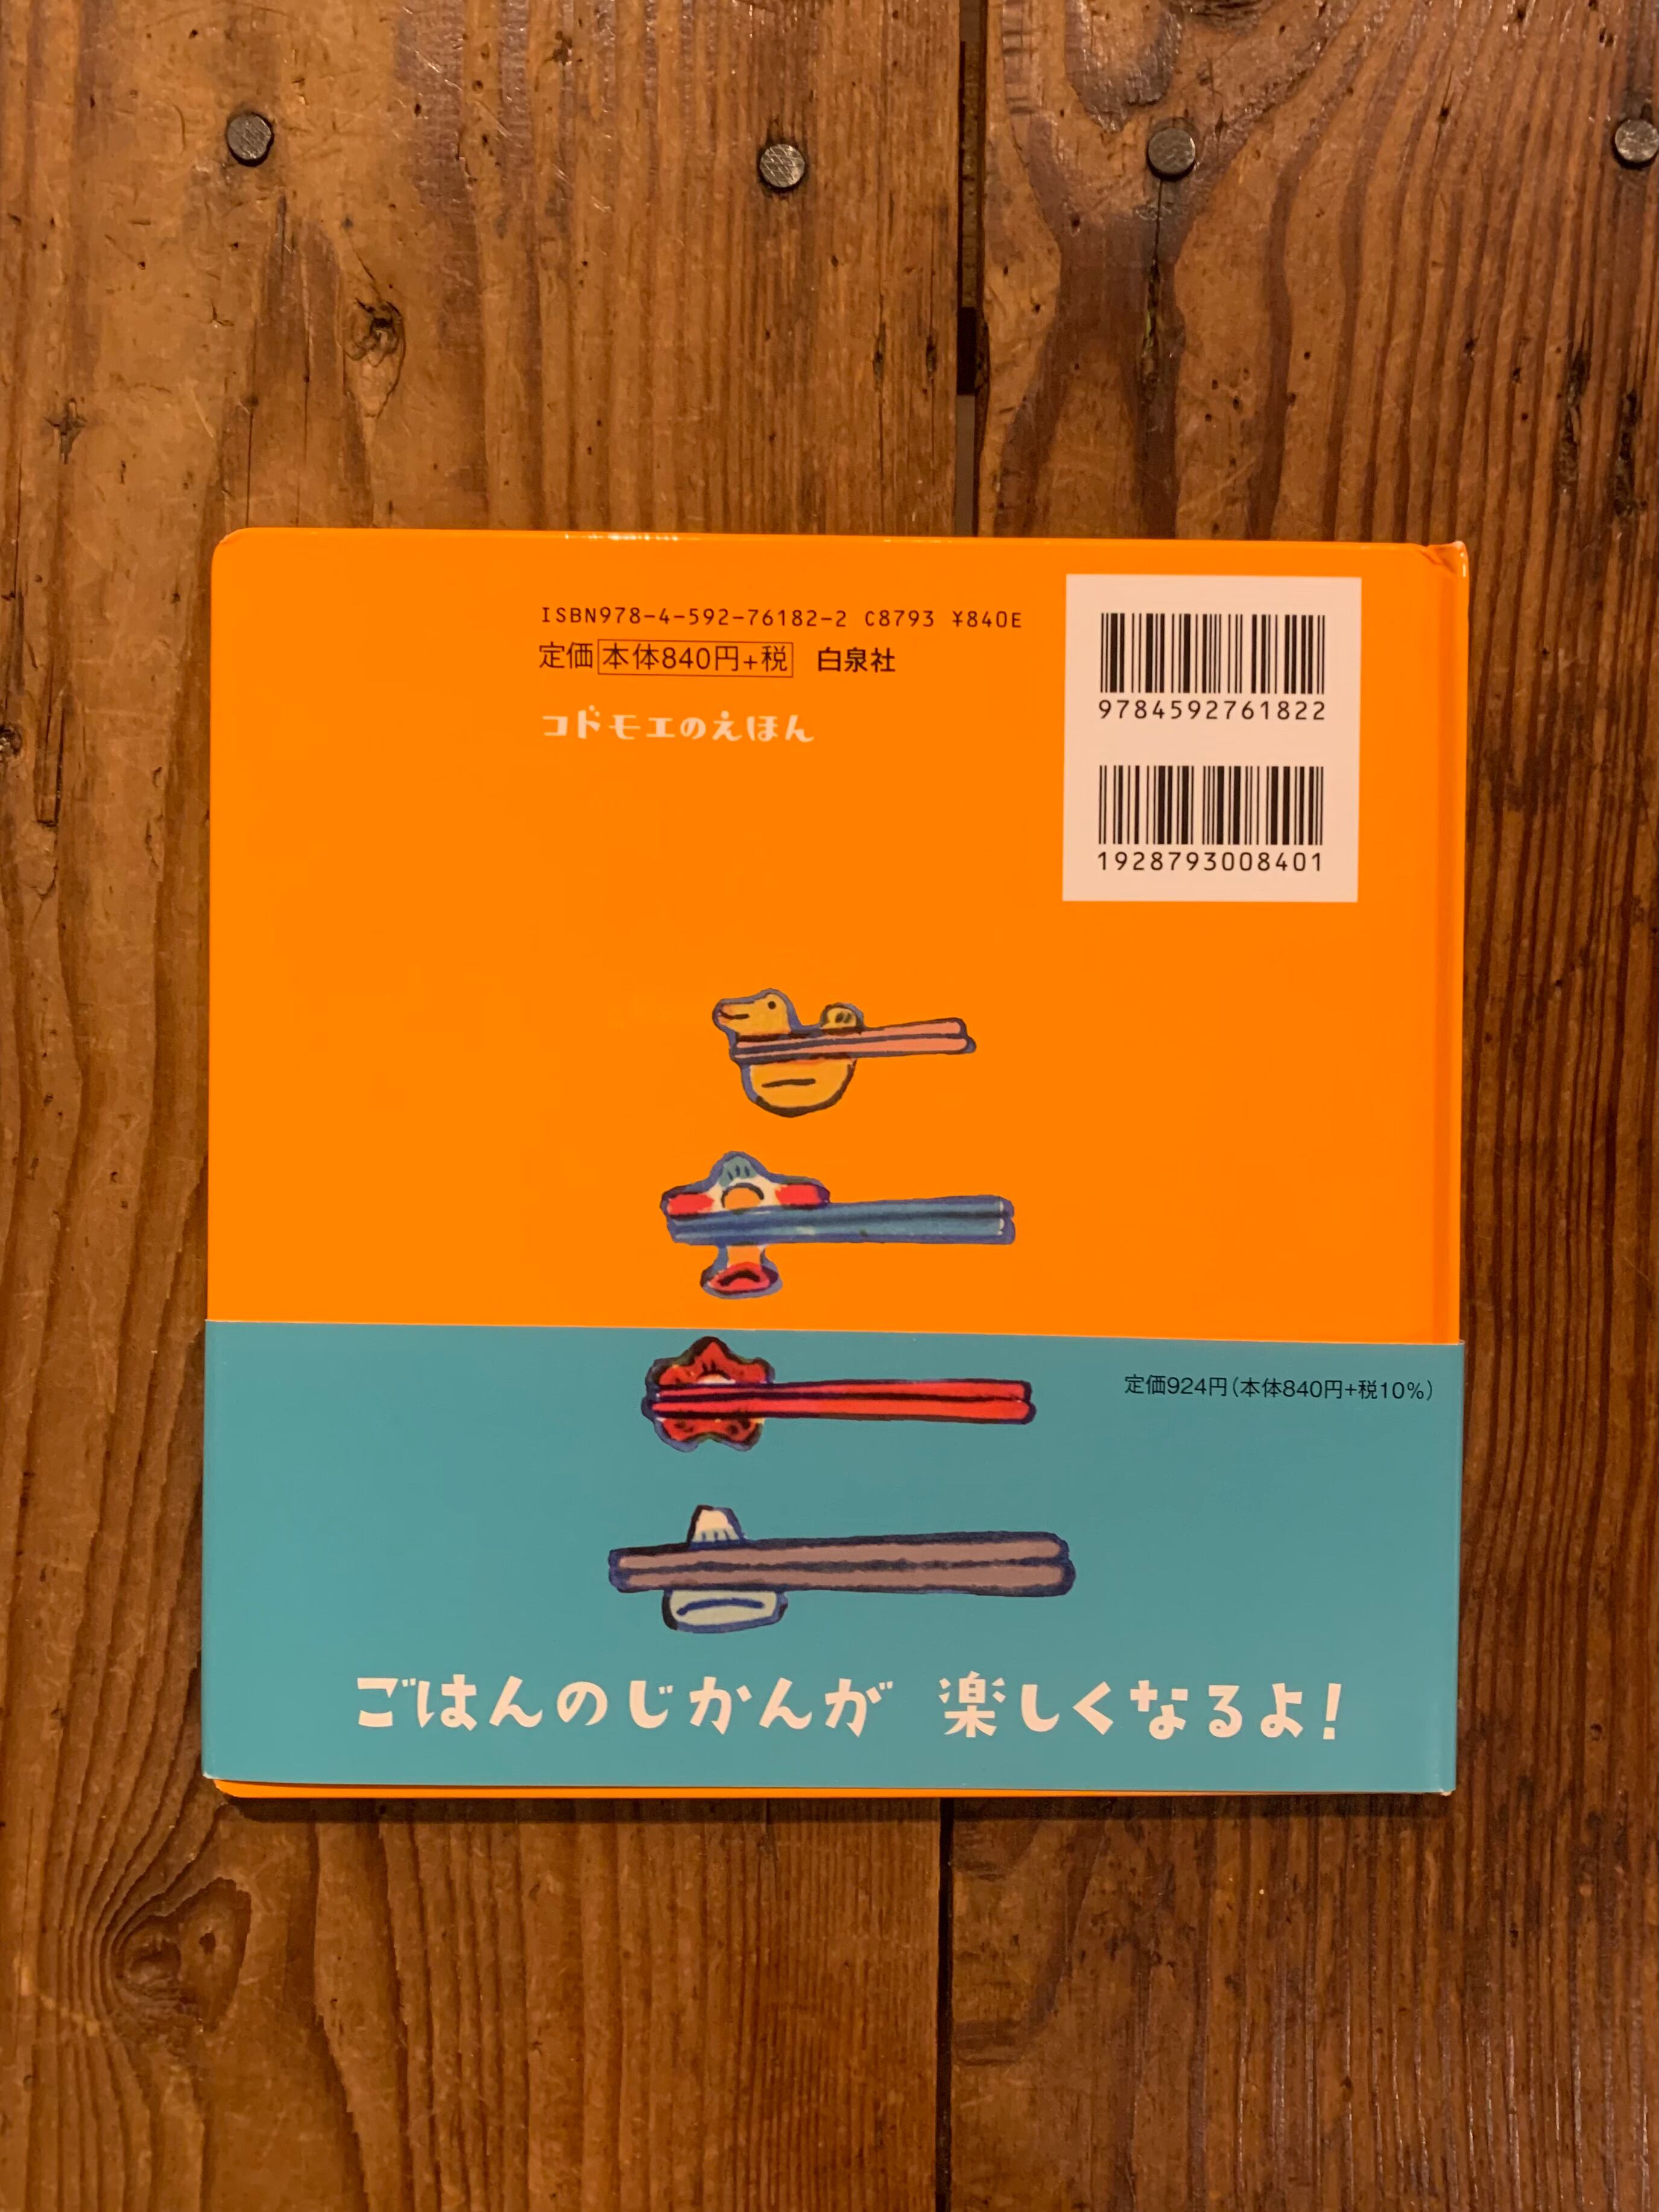 ISBN978-4-592-76182-2 C8793 ¥840E
定価本体840円+税 白泉社
コドモエのえほん
9784592761822
1928793008401
定価924円(本体840円+税10%)
ごはんのじかんが 楽しくなるよ!